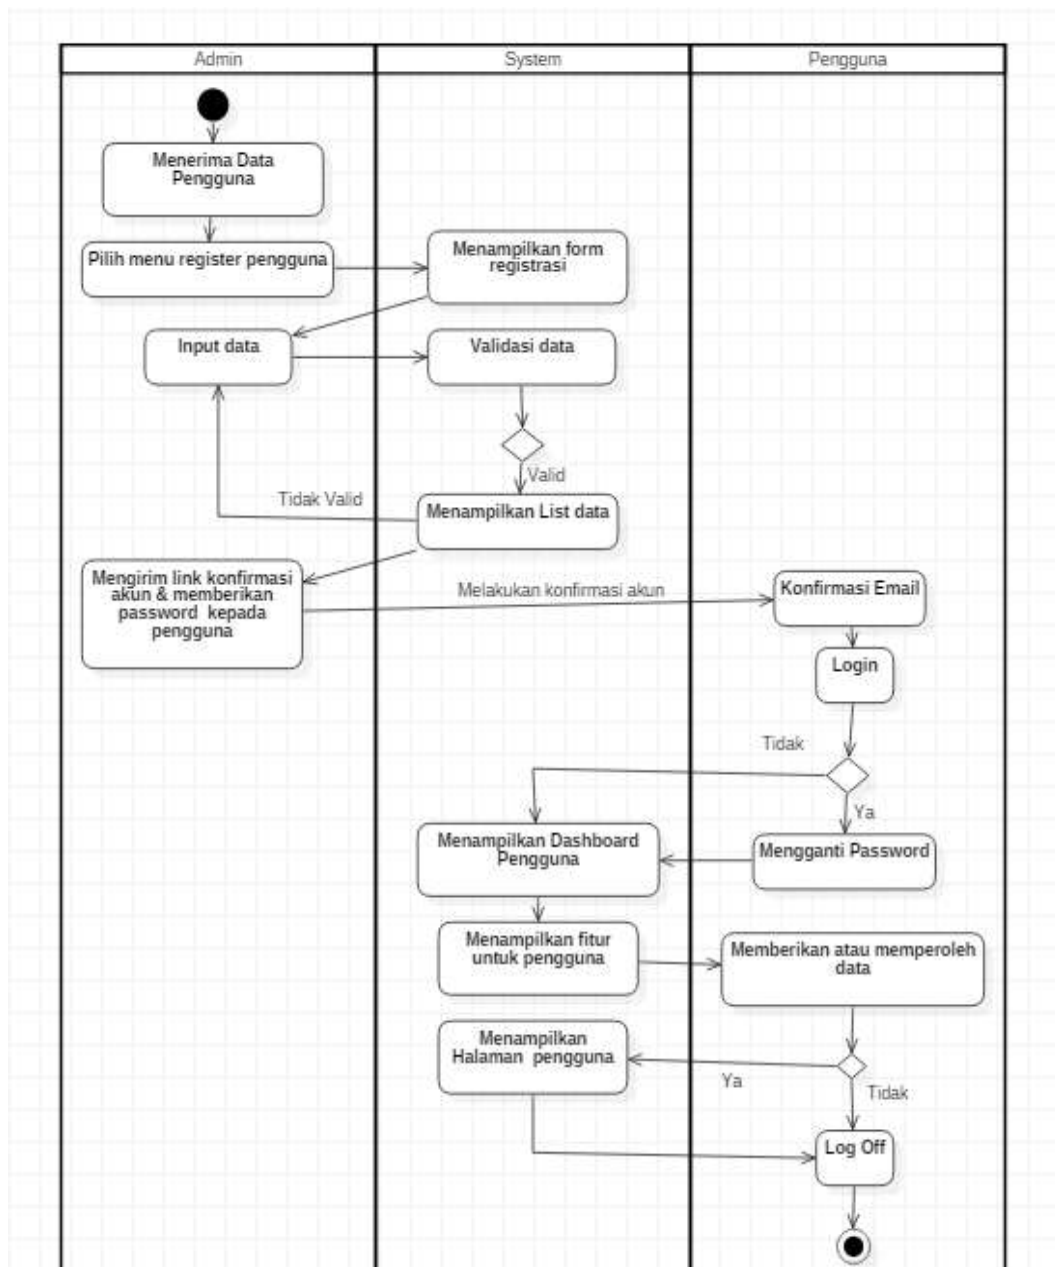 Admin
System
Pengguna
Menerima Data
Pengguna
Pilih menu register pengguna
Menampilkan form
registrasi
Input data
Validasi data
Valid
Tidak Valid
Menampilkan List data
Mengirim link konfirmasi
akun & memberikan
password kepada
pengguna
Melakukan konfirmasi akun
Konfirmasi Email
Login
Tidak
Ya
Menampilkan Dashboard
Pengguna
Mengganti Password
Menampilkan fitur
untuk pengguna
Memberikan atau memperoleh
data
Menampilkan
Halaman pengguna
Ya
Tidak
Log Off